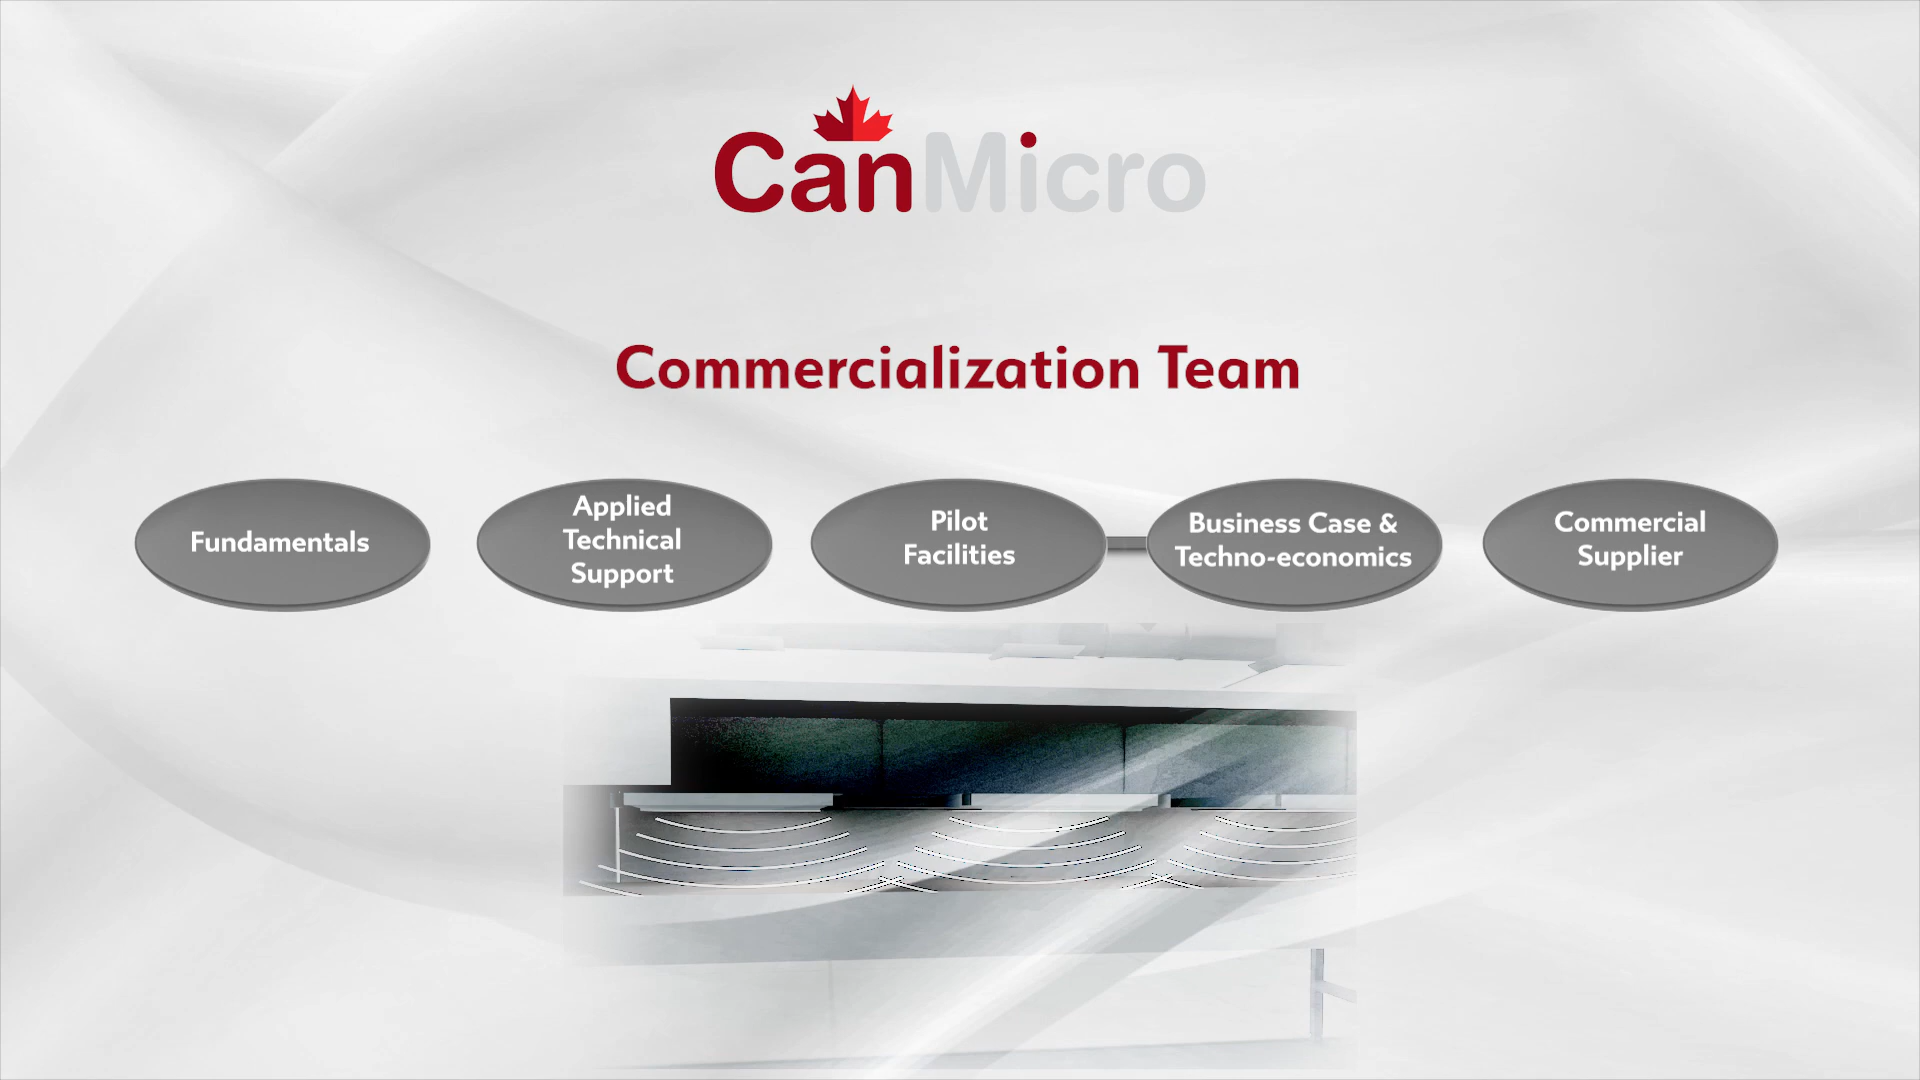 CanMicro
Commercialization Team
Fundamentals
Applied
Technical
Support
Pilot
Facilities
Business Case &
Techno-economics
Commercial
Supplier